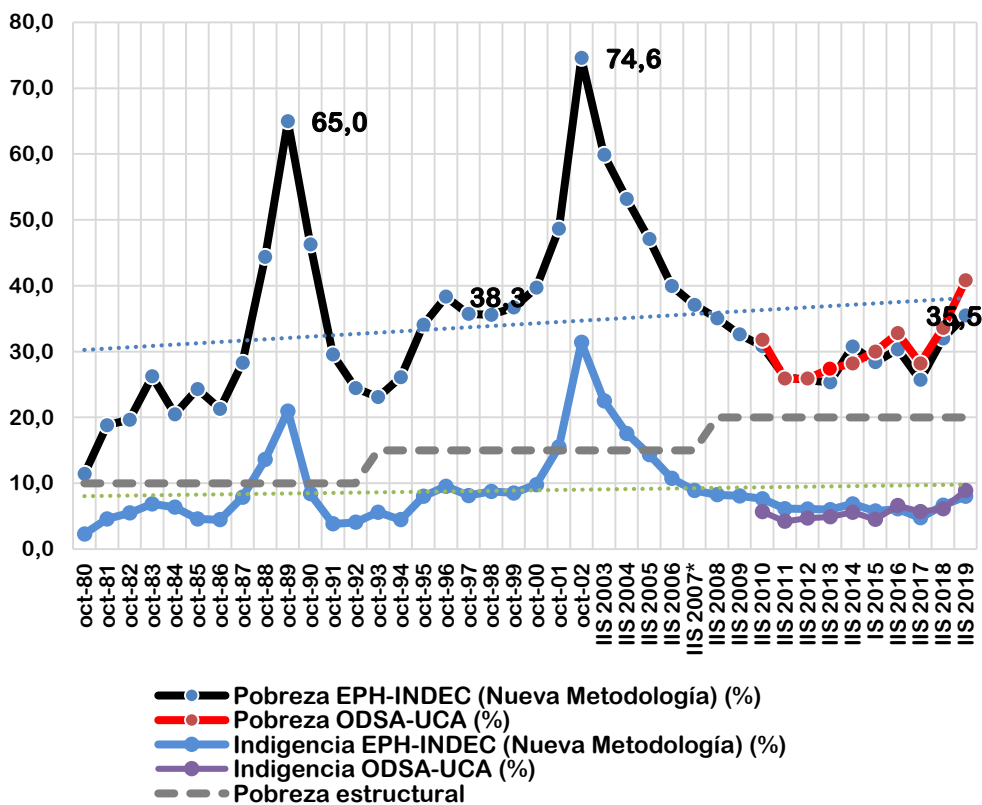 80,0
70,0
60,0
50,0
40,0
30,0
20,0
10,0
0,0
65,0
38,3
74,6
35,5
oct-80
oct-81
oct-82
oct-83
oct-84
oct-85
oct-86
oct-87
oct-88
oct-89
oct-90
oct-91
oct-92
oct-93
oct-94
oct-95
oct-96
oct-97
oct-98
oct-99
oct-00
oct-01
oct-02
IIS 2003
IIS 2004
IIS 2005
IIS 2006
IIS 2007*
IIS 2008
IIS 2009
IIS 2010
IIS 2011
IIS 2012
IIS 2013
IIS 2014
IS 2015
IIS 2016
IIS 2017
IIS 2018
IIS 2019
Pobreza EPH-INDEC (Nueva Metodología) (%)
Pobreza ODSA-UCA (%)
Indigencia EPH-INDEC (Nueva Metodología) (%)
Indigencia ODSA-UCA (%)
Pobreza estructural